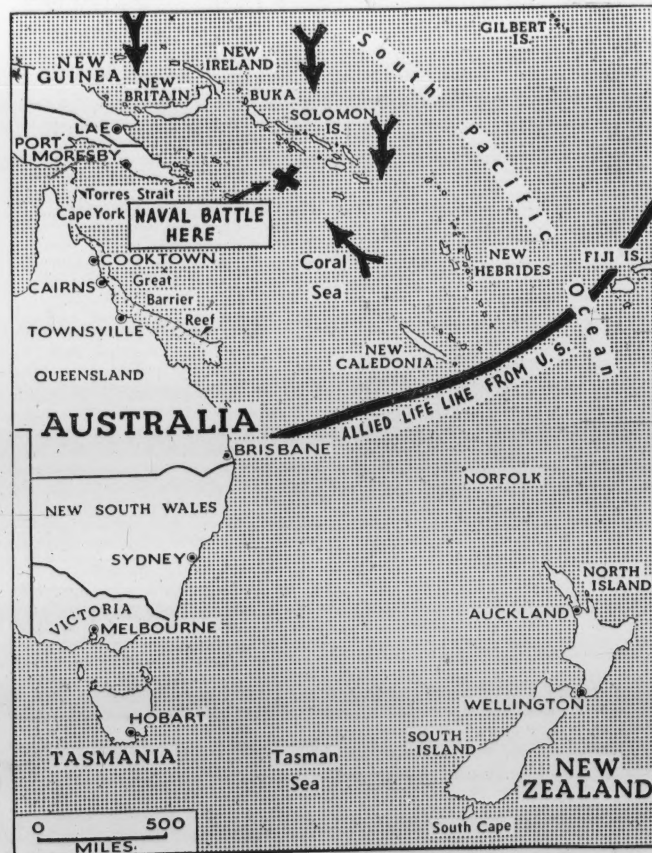 GILBERT
IS.
NEW
GUINEA
NEW
IRELAND
NEW
BRITAIN
BUKA
SOLOMON
IS.
South Pacific Ocean
LAE
PORT
MORESBY
Torres Strait
Cape York
NAVAL BATTLE
HERE
COOKTOWN
Coral
Sea
NEW
HEBRIDES
FIJI IS.
CAIRNS
Great
Barrier
Reef
TOWNSVILLE
NEW
CALEDONIA
QUEENSLAND
ALLIED LIFE LINE FROM U.S.
AUSTRALIA
BRISBANE
NORFOLK
NEW SOUTH WALES
SYDNEY
NORTH
ISLAND
AUCKLAND
VICTORIA
MELBOURNE
WELLINGTON
HOBART
TASMANIA
Tasman
Sea
SOUTH
ISLAND
NEW
ZEALAND
South Cape
0 500
MILES